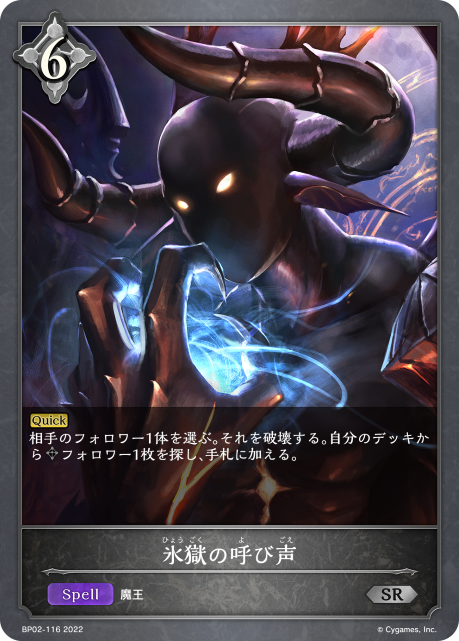 6
Quick
相手のフォロワー1体を選ぶ。それを破壊する。自分のデッキか
ら フォロワー1枚を探し、手札に加える。
ひょうごく よ ごえ
氷獄の呼び声
Spell 魔王 SR
BP02-116 2022 © Cygames, Inc.